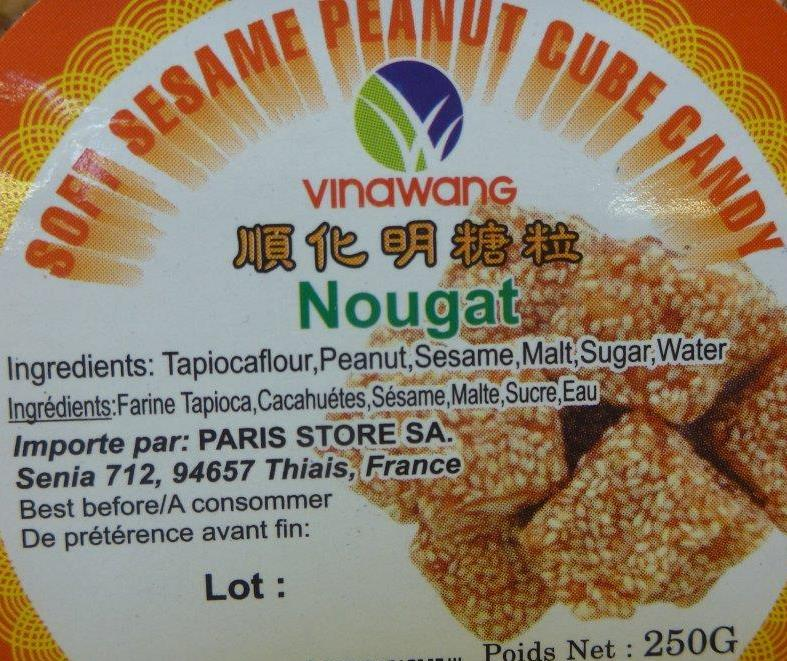 SOFT SESAME PEANUT CUBE CANDY
VINAWANG
順化明糖粒
Nougat
Ingredients: Tapiocaflour,Peanut,Sesame,Malt,Sugar,Water
Ingrédients:Farine Tapioca,Cacahuétes,Sésame,Malte,Sucre,Eau
Importe par: PARIS STORE SA.
Senia 712, 94657 Thiais, France
Best before/A consommer
De prétérence avant fin:
Lot :
Poids Net : 250G